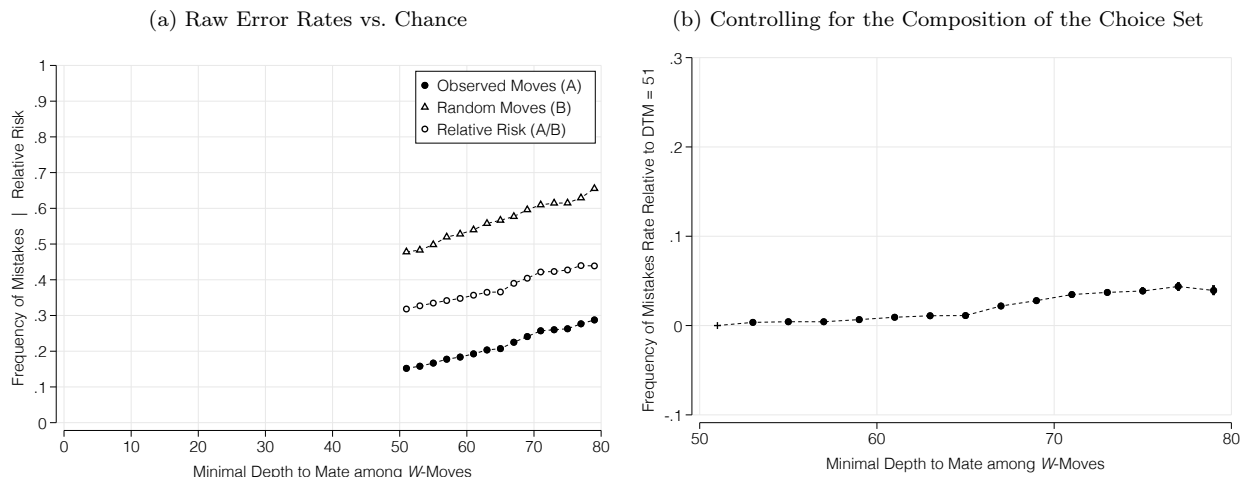 (a) Raw Error Rates vs. Chance
Frequency of Mistakes | Relative Risk
1
.9
.8
.7
.6
.5
.4
.3
.2
.1
0
Observed Moves (A)
Random Moves (B)
Relative Risk (A/B)
0 10 20 30 40 50 60 70 80
Minimal Depth to Mate among W-Moves
(b) Controlling for the Composition of the Choice Set
Frequency of Mistakes Rate Relative to DTM = 51
.3
.2
.1
0
-.1
50 60 70 80
Minimal Depth to Mate among W-Moves